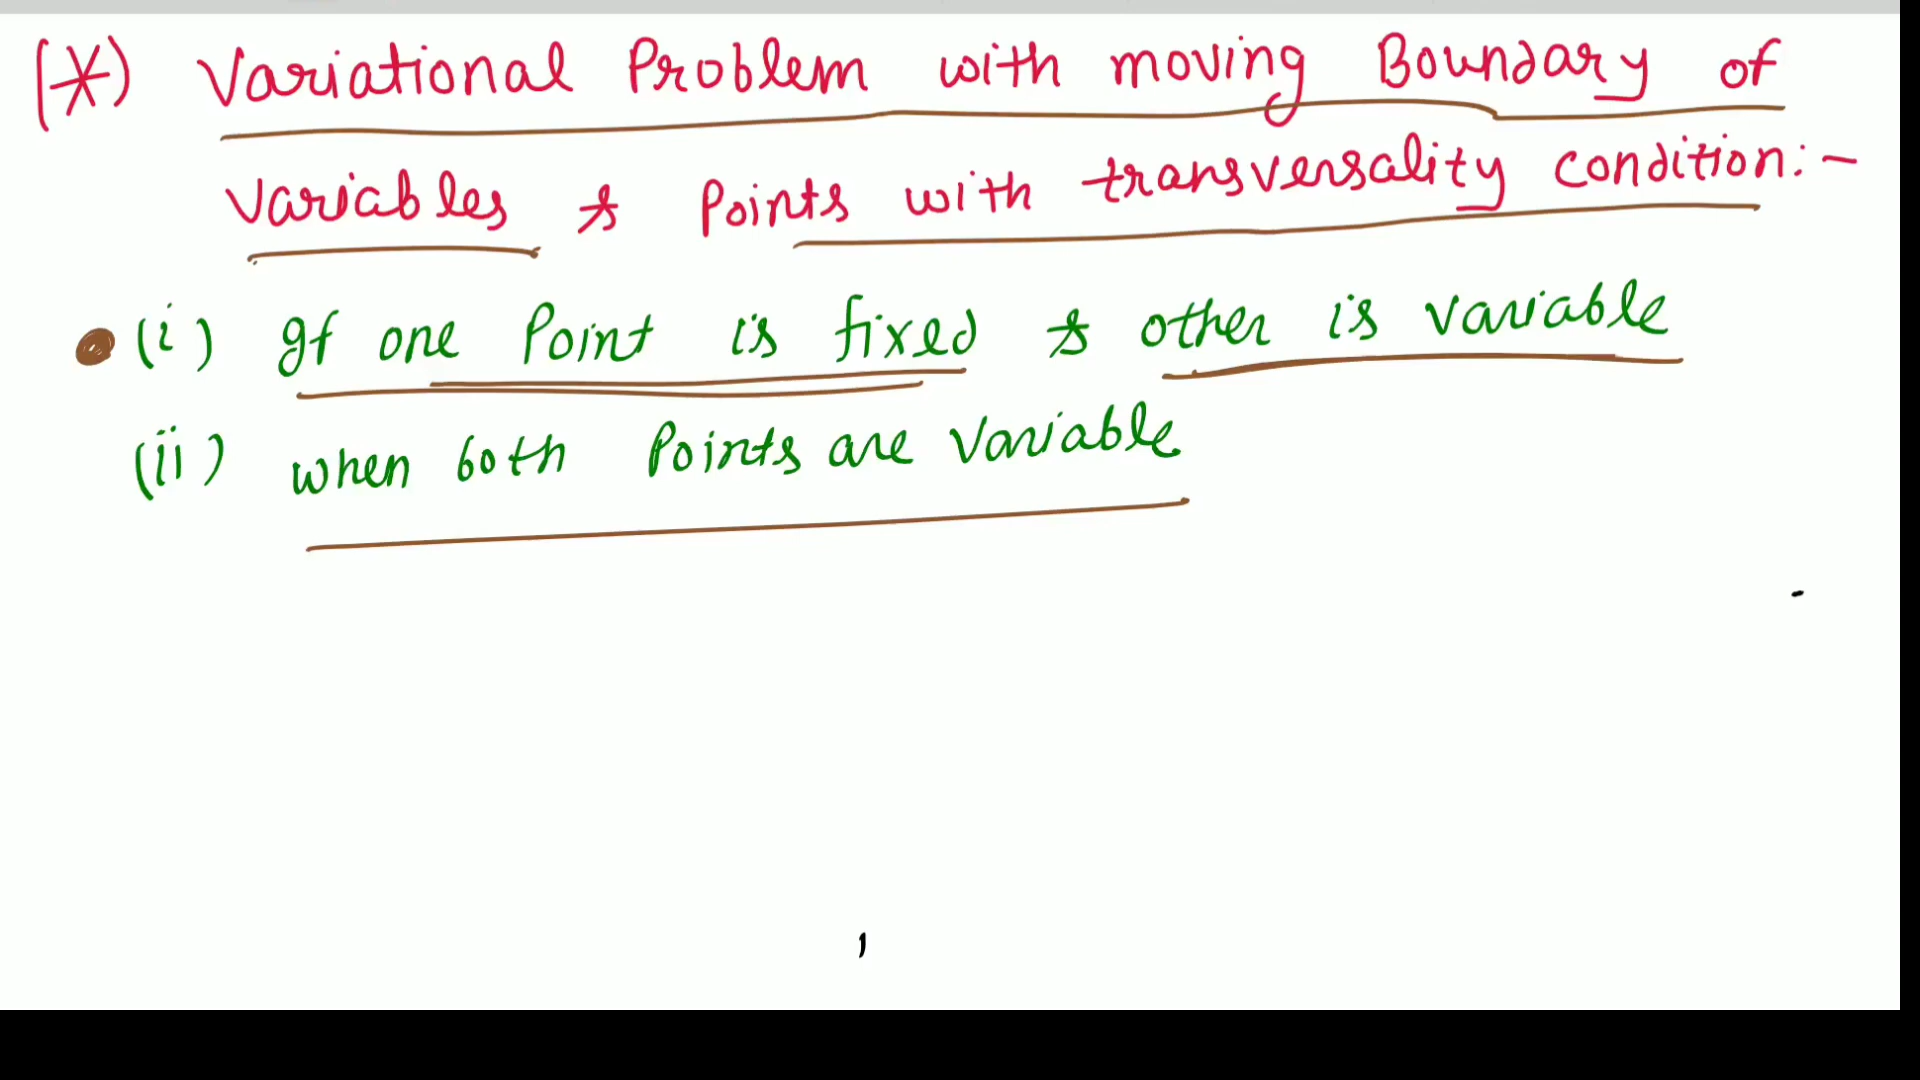 (*) Variational Problem with moving Boundary of
Variables & Points with transversality condition:-
(i) If one Point is fixed & other is variable
(ii) when both Points are Variable